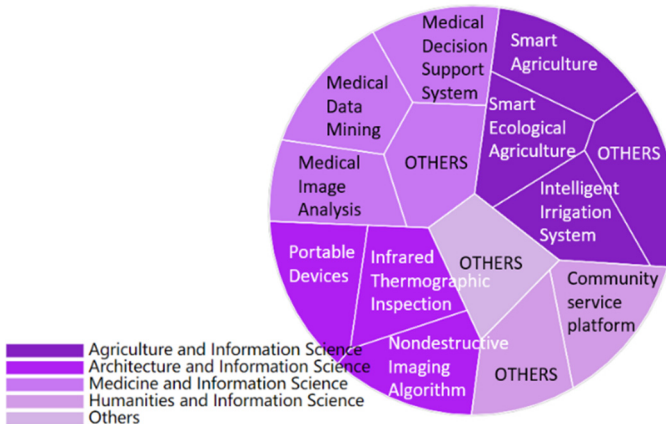 Medical
Decision
Support
System
Smart
Agriculture
Medical
Data
Mining
Smart
Ecological
Agriculture
OTHERS
OTHERS
Medical
Image
Analysis
Intelligent
Irrigation
System
Portable
Devices
Infrared
Thermographic
Inspection
OTHERS
Community
service
platform
Nondestructive
Imaging
Algorithm
OTHERS
Agriculture and Information Science
Architecture and Information Science
Medicine and Information Science
Humanities and Information Science
Others